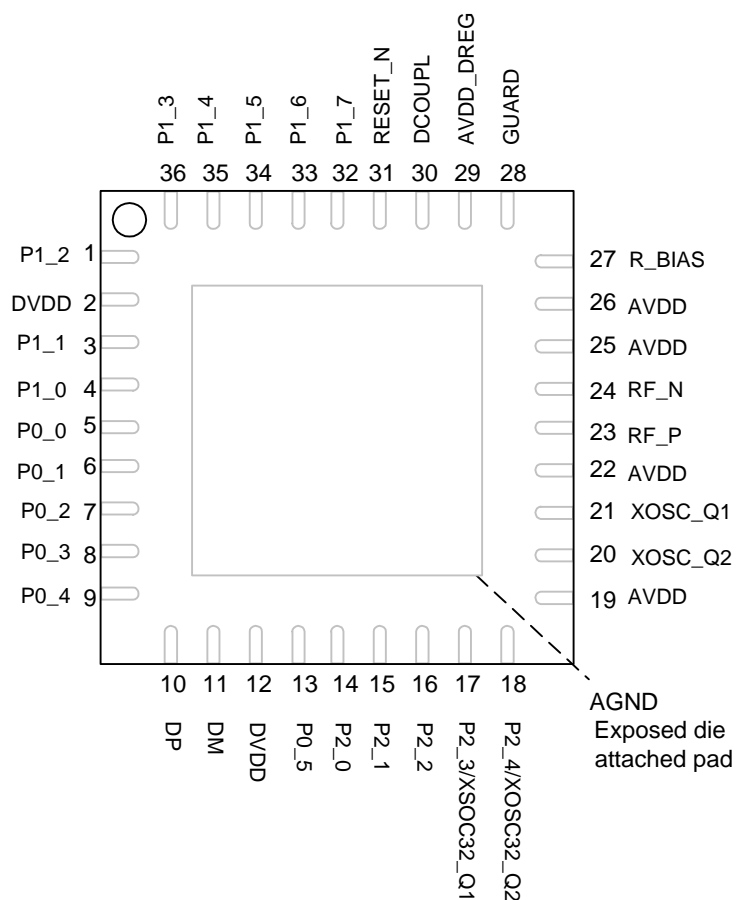 P1_3
P1_4
P1_5
P1_6
P1_7
RESET_N
DCOUPL
AVDD_DREG
GUARD
36 35 34 33 32 31 30 29 28
P1_2 1
DVDD 2
P1_1 3
P1_0 4
P0_0 5
P0_1 6
P0_2 7
P0_3 8
P0_4 9
27 R_BIAS
26 AVDD
25 AVDD
24 RF_N
23 RF_P
22 AVDD
21 XOSC_Q1
20 XOSC_Q2
19 AVDD
10 11 12 13 14 15 16 17 18
DP
DM
DVDD
P0_5
P2_0
P2_1
P2_2
P2_3/XSOC32_Q1
P2_4/XOSC32_Q2
AGND
Exposed die
attached pad